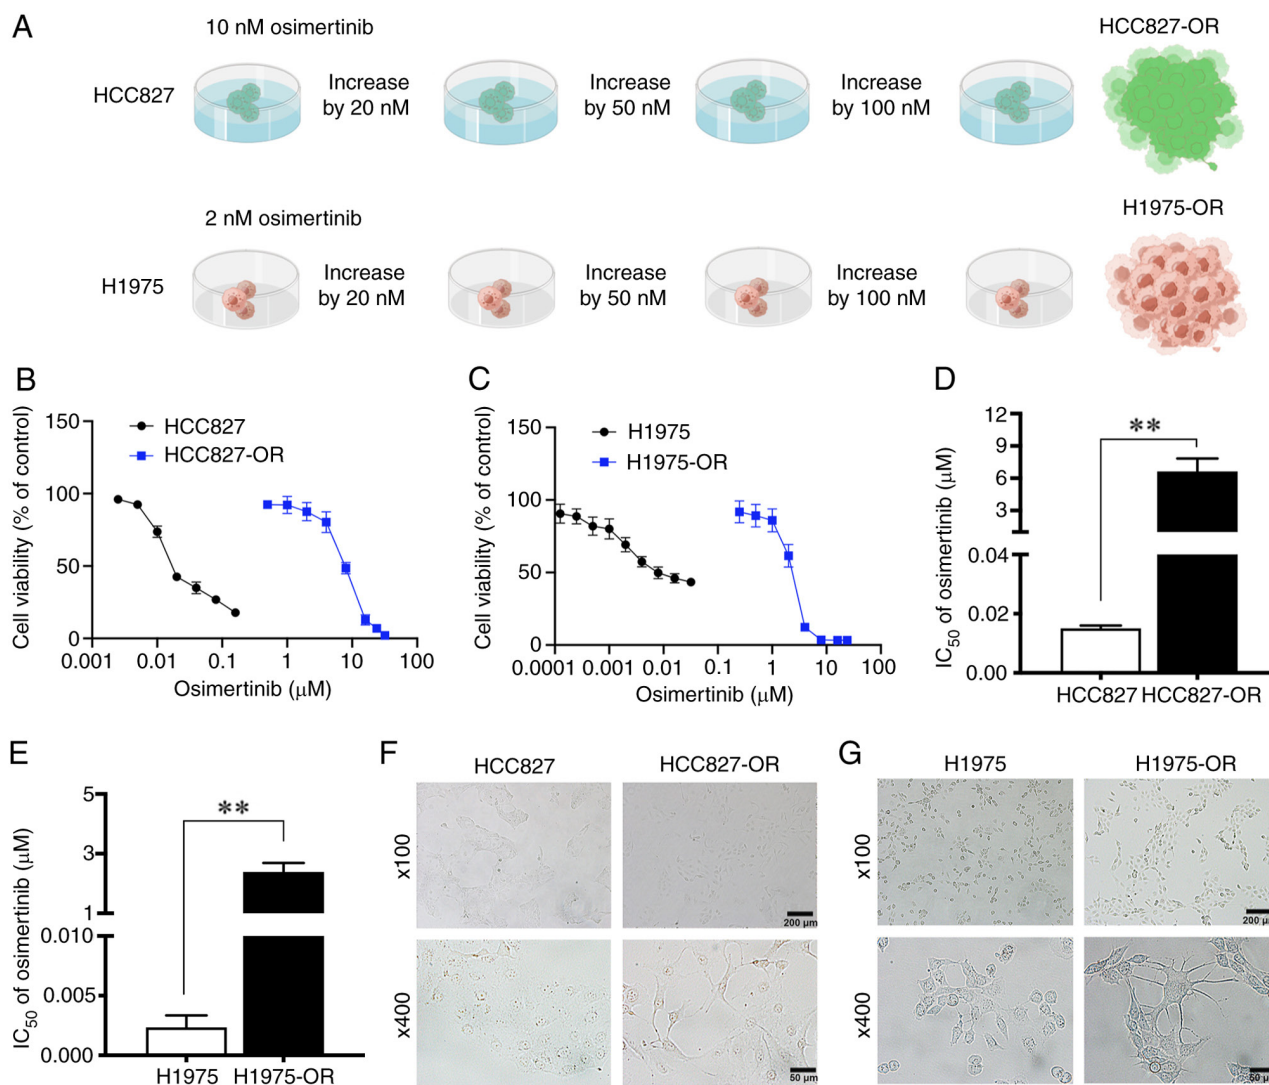 A
10 nM osimertinib
HCC827-OR
HCC827
Increase
by 20 nM
Increase
by 50 nM
Increase
by 100 nM
2 nM osimertinib
H1975-OR
H1975
Increase
by 20 nM
Increase
by 50 nM
Increase
by 100 nM
B
Cell viability (% of control)
150
100
50
0
HCC827
HCC827-OR
0.001
0.01
0.1
1
10
100
Osimertinib (μM)
C
Cell viability (% of control)
150
100
50
0
H1975
H1975-OR
0.0001
0.001
0.01
0.1
1
10
100
Osimertinib (μM)
D
IC50 of osimertinib (μM)
12
9
6
3
0.04
0.02
0.00
**
HCC827
HCC827-OR
E
IC50 of osimertinib (μM)
5
3
1
0.010
0.005
0.000
**
H1975
H1975-OR
F
HCC827
HCC827-OR
x100
200 μm
x400
50 μm
G
H1975
H1975-OR
x100
200 μm
x400
50 μm